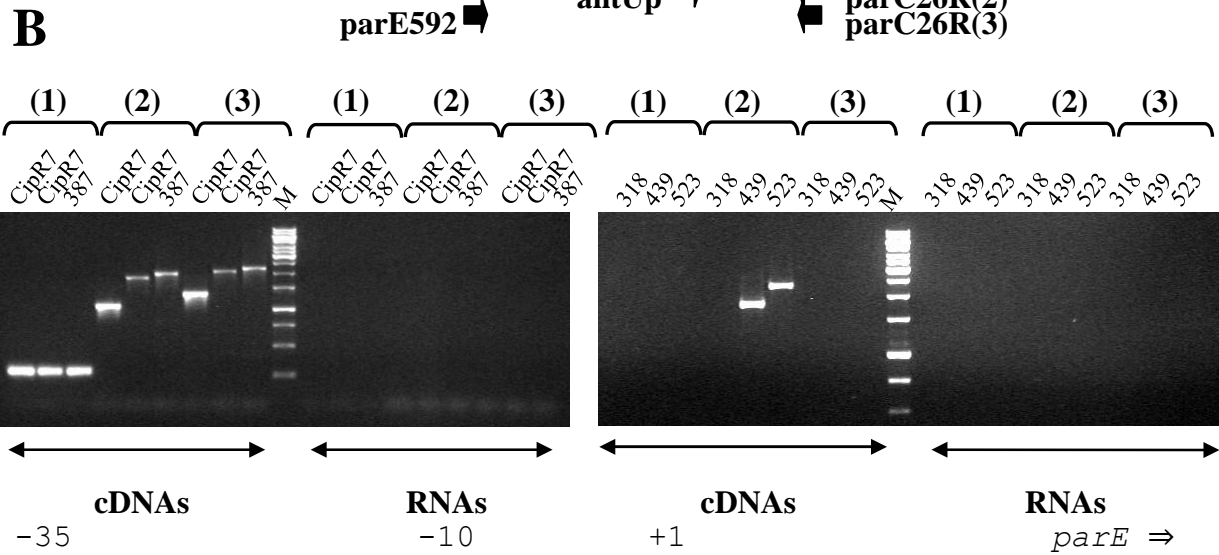 antUp parC26R(2)
B parE592 parC26R(3)
(1) (2) (3) (1) (2) (3) (1) (2) (3) (1) (2) (3)
CipR7 CipR7 387 CipR7 CipR7 387 CipR7 CipR7 387 M CipR7 CipR7 387 CipR7 CipR7 387 CipR7 CipR7 387 318 439 523 318 439 523 318 439 523 M 318 439 523 318 439 523 318 439 523
cDNAs RNAs cDNAs RNAs
-35 -10 +1 parE ⇒